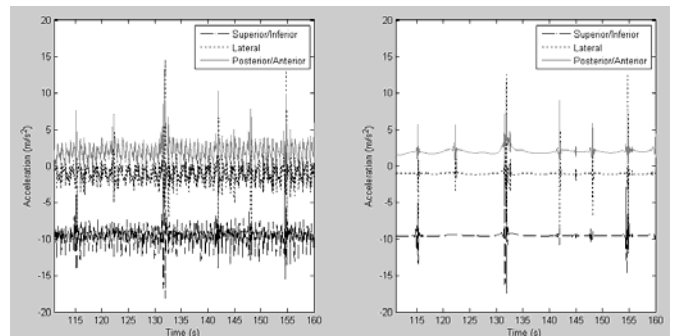 20
15
10
5
0
-5
-10
-15
-20
Acceleration (m/s²)
115 120 125 130 135 140 145 150 155 160
Time (s)
Superior/Inferior
Lateral
Posterior/Anterior
20
15
10
5
0
-5
-10
-15
-20
Acceleration (m/s²)
115 120 125 130 135 140 145 150 155 160
Time (s)
Superior/Inferior
Lateral
Posterior/Anterior